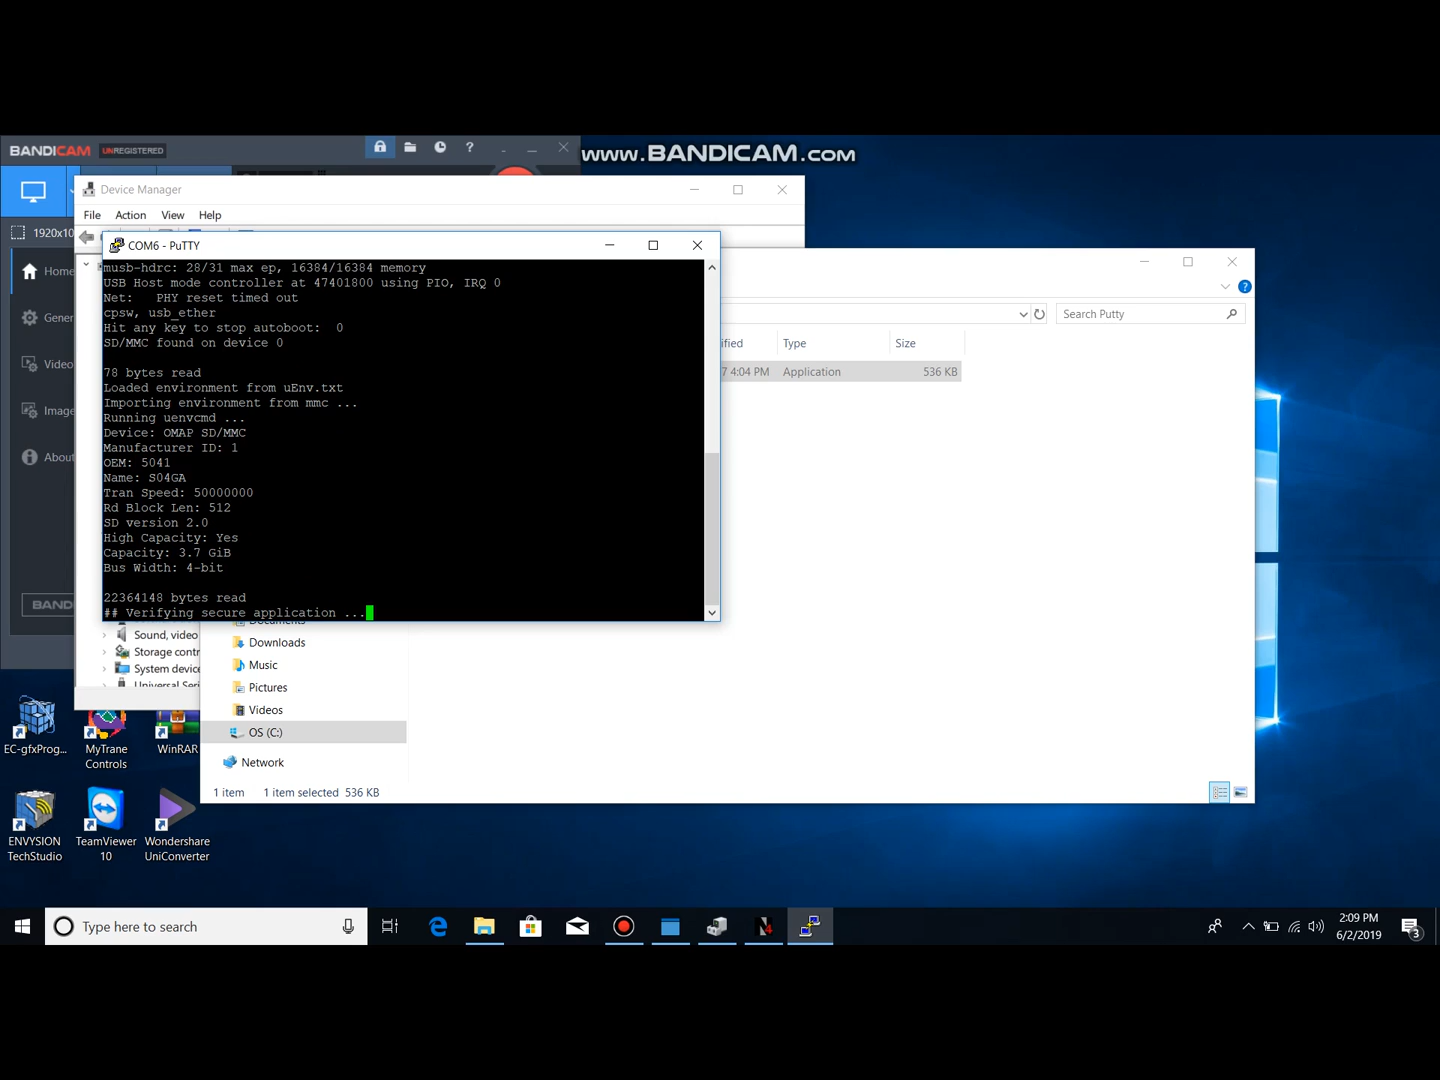 BANDICAM UNREGISTERED
www.BANDICAM.COM
Device Manager
File Action View Help
1920x10
Home
Gener
Video
Image
About
BAND
COM6 - PuTTY
musb-hdrc: 28/31 max ep, 16384/16384 memory
USB Host mode controller at 47401800 using PIO, IRQ 0
Net:   PHY reset timed out
cpsw, usb_ether
Hit any key to stop autoboot:  0
SD/MMC found on device 0
78 bytes read
Loaded environment from uEnv.txt
Importing environment from mmc ...
Running uenvcmd ...
Device: OMAP SD/MMC
Manufacturer ID: 1
OEM: 5041
Name: S04GA
Tran Speed: 50000000
Rd Block Len: 512
SD version 2.0
High Capacity: Yes
Capacity: 3.7 GiB
Bus Width: 4-bit
22364148 bytes read
## Verifying secure application ...
Search Putty
ified Type Size
7 4:04 PM Application 536 KB
Sound, video
Storage contr
System device
Universal Seri
Documents
Downloads
Music
Pictures
Videos
OS (C:)
Network
1 item 1 item selected 536 KB
EC-gfxProg...
MyTrane
Controls
WinRAR
ENVYSION
TechStudio
TeamViewer
10
Wondershare
UniConverter
Type here to search
2:09 PM
6/2/2019
3